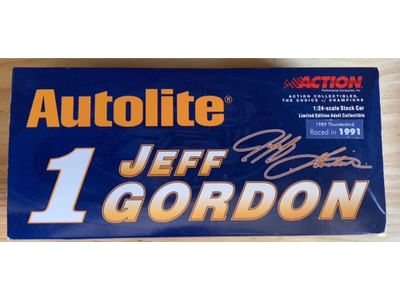 Autolite®
ACTION
ACTION COLLECTIBLES,
THE CHOICE of CHAMPIONS
1:24-scale Stock Car
Limited Edition Adult Collectible
1989 Thunderbird
Raced in 1991
1 JEFF
GORDON